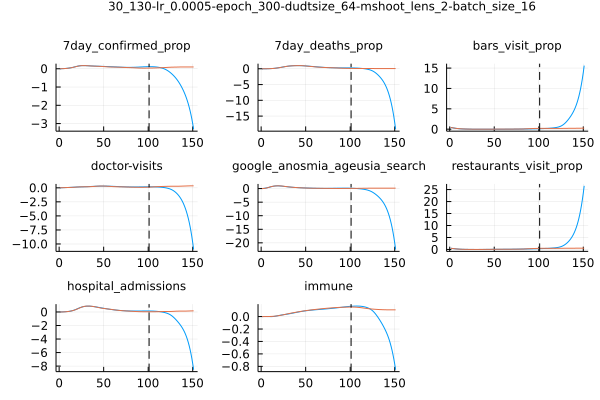 30_130-lr_0.0005-epoch_300-dudtsize_64-mshoot_lens_2-batch_size_16
7day_confirmed_prop 7day_deaths_prop bars_visit_prop
0 0 15
−1 −5 10
−2 −10 5
−3 −15 0
0 50 100 150 0 50 100 150 0 50 100 150
doctor-visits google_anosmia_ageusia_search restaurants_visit_prop
0.0 0 25
−2.5 −5 20
−5.0 −10 15
−7.5 −15 10
−10.0 −20 5
0
0 50 100 150 0 50 100 150 0 50 100 150
hospital_admissions immune
0 0.0
−2 −0.2
−4 −0.4
−6 −0.6
−8 −0.8
0 50 100 150 0 50 100 150